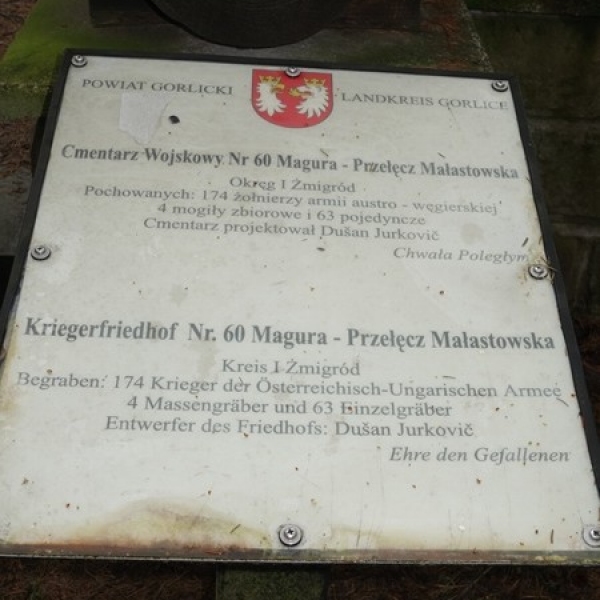 POWIAT GORLICKI
LANDKREIS GORLICE
Cmentarz Wojskowy Nr 60 Magura - Przełęcz Małastowska
Okręg I Żmigród
Pochowanych: 174 żołnierzy armii austro - węgierskiej
4 mogiły zbiorowe i 63 pojedyncze
Cmentarz projektował Dušan Jurkovič
Chwała Poległym
Kriegerfriedhof Nr. 60 Magura - Przełęcz Małastowska
Kreis I Żmigród
Begraben: 174 Krieger der Österreichisch-Ungarischen Armee
4 Massengräber und 63 Einzelgräber
Entwerfer des Friedhofs: Dušan Jurkovič
Ehre den Gefallenen